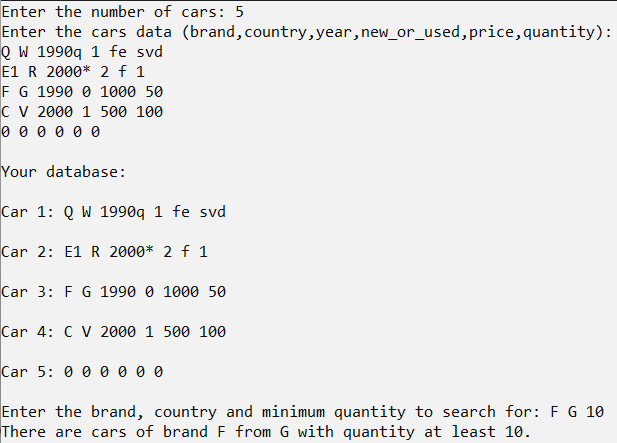 Enter the number of cars: 5
Enter the cars data (brand,country,year,new_or_used,price,quantity):
Q W 1990q 1 fe svd
E1 R 2000* 2 f 1
F G 1990 0 1000 50
C V 2000 1 500 100
0 0 0 0 0 0
Your database:
Car 1: Q W 1990q 1 fe svd
Car 2: E1 R 2000* 2 f 1
Car 3: F G 1990 0 1000 50
Car 4: C V 2000 1 500 100
Car 5: 0 0 0 0 0 0
Enter the brand, country and minimum quantity to search for: F G 10
There are cars of brand F from G with quantity at least 10.